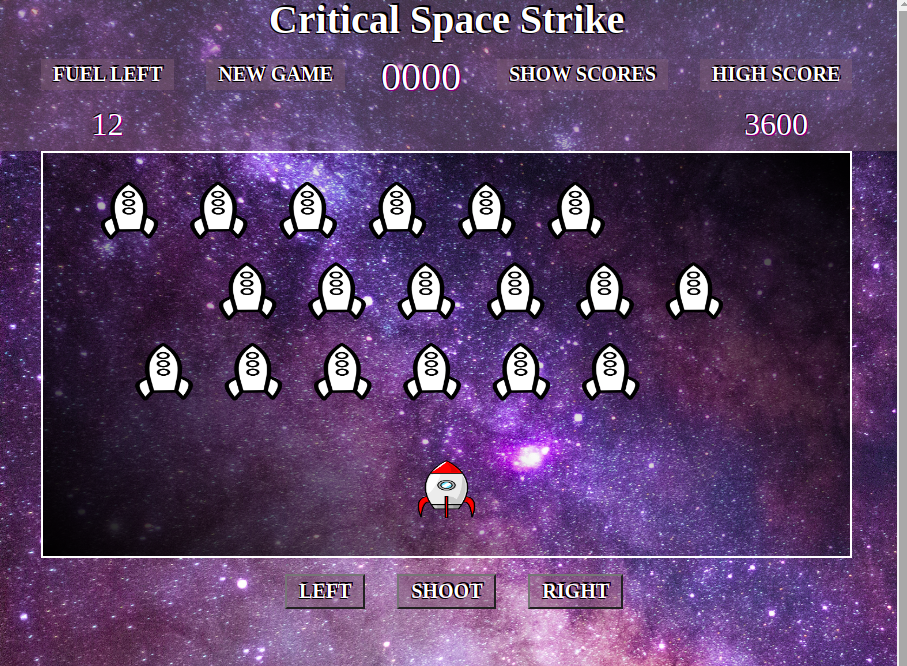 Critical Space Strike
FUEL LEFT NEW GAME 0000 SHOW SCORES HIGH SCORE
12 3600
LEFT SHOOT RIGHT